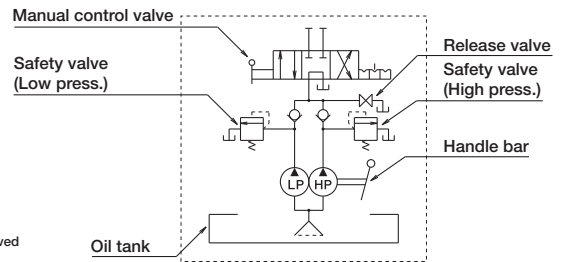 Manual control valve
Release valve
Safety valve
(Low press.)
Safety valve
(High press.)
Handle bar
LP HP
Oil tank